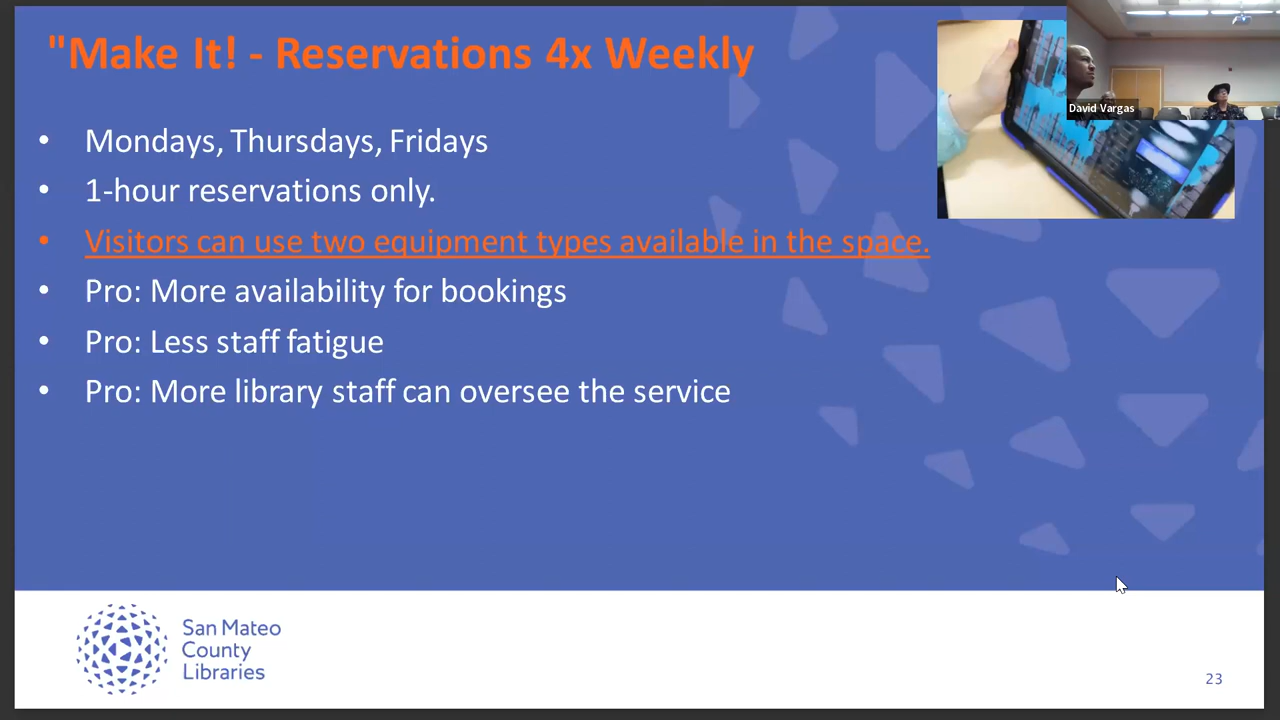 "Make It! - Reservations 4x Weekly
• Mondays, Thursdays, Fridays
• 1-hour reservations only.
• Visitors can use two equipment types available in the space.
• Pro: More availability for bookings
• Pro: Less staff fatigue
• Pro: More library staff can oversee the service
David Vargas
San Mateo
County
Libraries
23